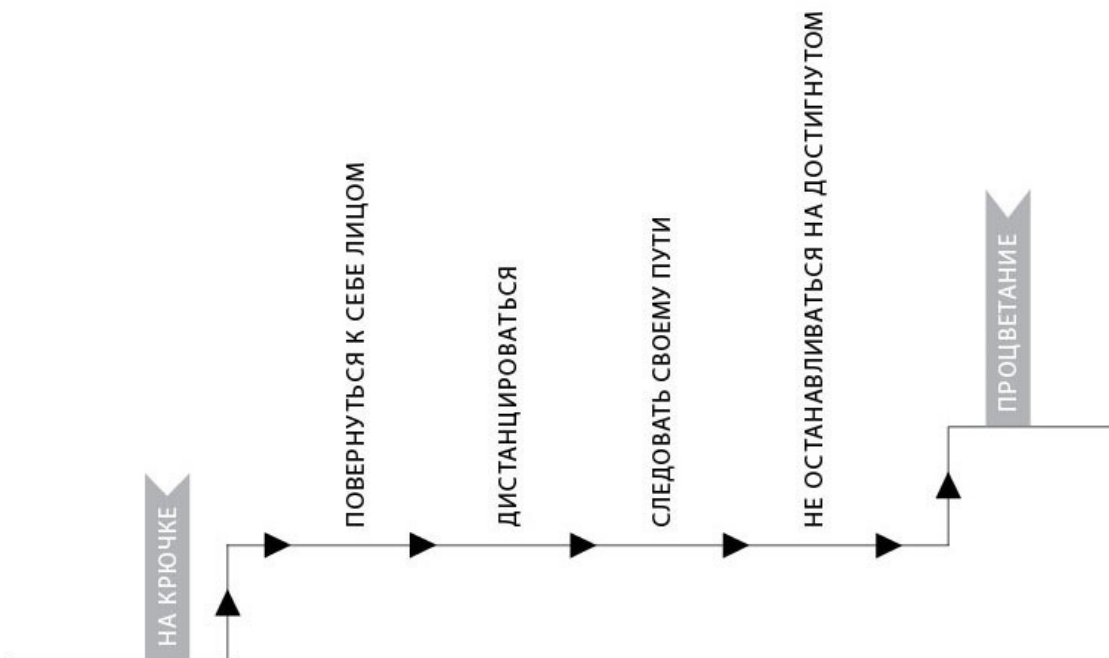 НА КРЮЧКЕ
ПОВЕРНУТЬСЯ К СЕБЕ ЛИЦОМ
ДИСТАНЦИРОВАТЬСЯ
СЛЕДОВАТЬ СВОЕМУ ПУТИ
НЕ ОСТАНАВЛИВАТЬСЯ НА ДОСТИГНУТОМ
ПРОЦВЕТАНИЕ